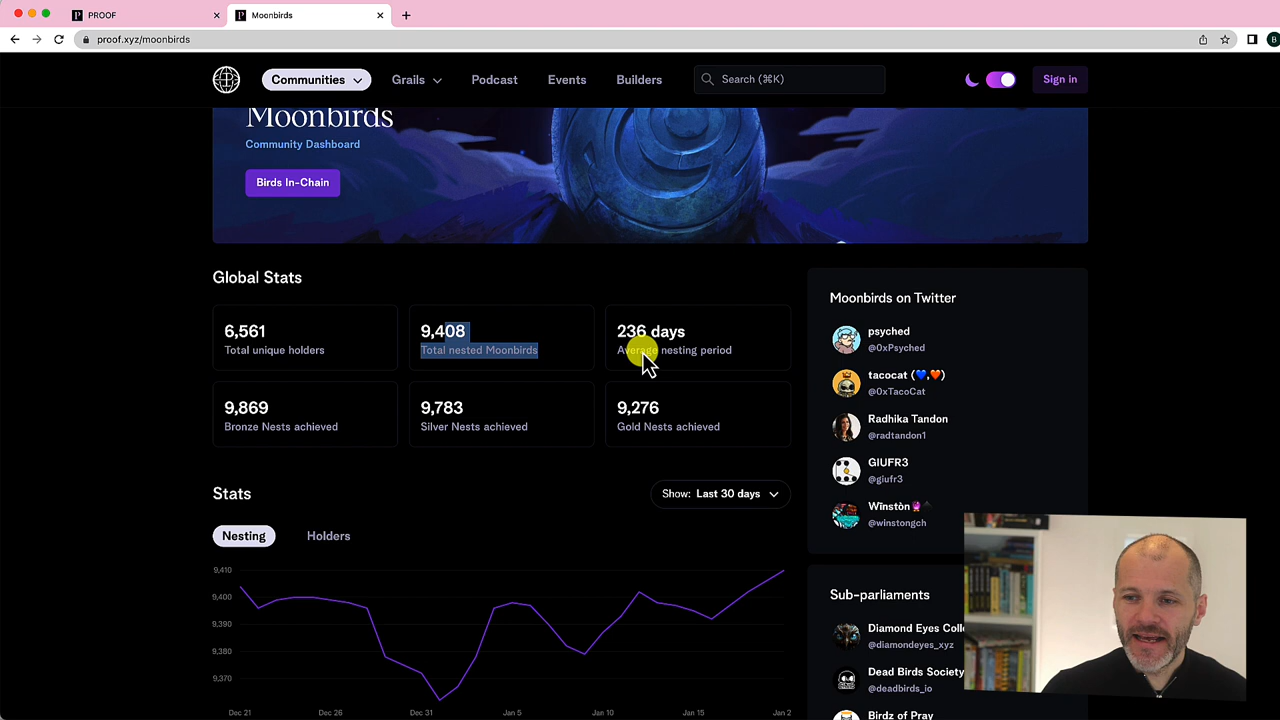 PROOF
Moonbirds
proof.xyz/moonbirds
B
Communities
Grails
Podcast
Events
Builders
Search (⌘K)
Sign in
Moonbirds
Community Dashboard
Birds In-Chain
Global Stats
6,561
Total unique holders
9,408
Total nested Moonbirds
236 days
Average nesting period
9,869
Bronze Nests achieved
9,783
Silver Nests achieved
9,276
Gold Nests achieved
Stats
Show: Last 30 days
Nesting
Holders
9,410
9,400
9,390
9,380
9,370
Dec 21
Dec 26
Dec 31
Jan 5
Jan 10
Jan 15
Jan 2
Moonbirds on Twitter
psyched
@0xPsyched
tacocat (💙,🧡)
@0xTacoCat
Radhika Tandon
@radtandon1
GIUFR3
@giufr3
Wīnstòn🔮
@winstongch
Sub-parliaments
Diamond Eyes Coll
@diamondeyes_xyz
Dead Birds Society
@deadbirds_io
Birdz of Pray